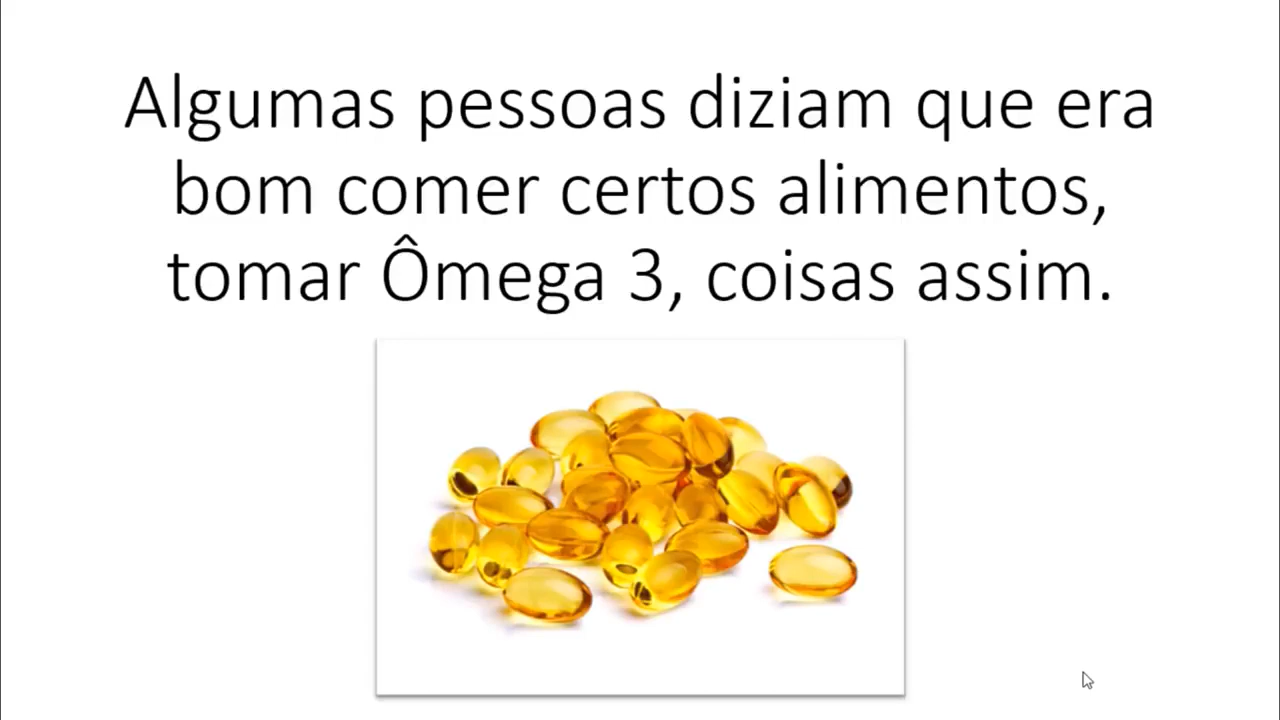 Algumas pessoas diziam que era
bom comer certos alimentos,
tomar Ômega 3, coisas assim.